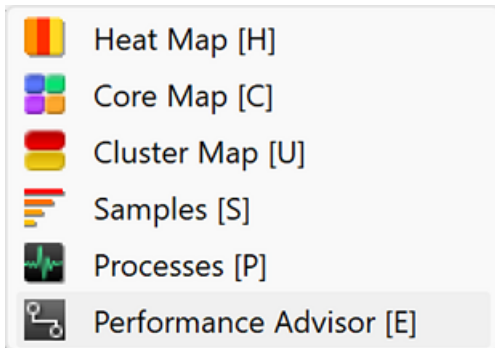 Heat Map [H]
Core Map [C]
Cluster Map [U]
Samples [S]
Processes [P]
Performance Advisor [E]